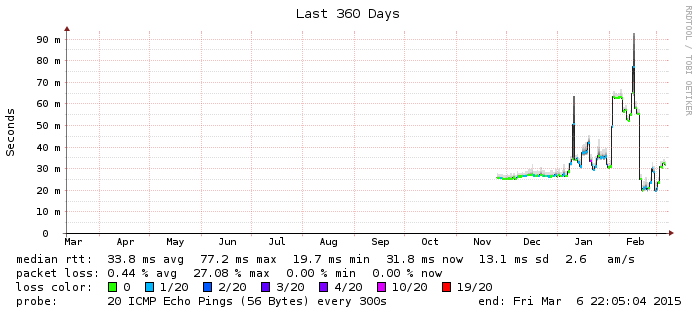 Last 360 Days
RRDTOOL / TOBI OETIKER
Seconds
90 m
80 m
70 m
60 m
50 m
40 m
30 m
20 m
10 m
0
Mar Apr May Jun Jul Aug Sep Oct Nov Dec Jan Feb
median rtt: 33.8 ms avg 77.2 ms max 19.7 ms min 31.8 ms now 13.1 ms sd 2.6 am/s
packet loss: 0.44 % avg 27.08 % max 0.00 % min 0.00 % now
loss color: 0 1/20 2/20 3/20 4/20 10/20 19/20
probe: 20 ICMP Echo Pings (56 Bytes) every 300s end: Fri Mar 6 22:05:04 2015